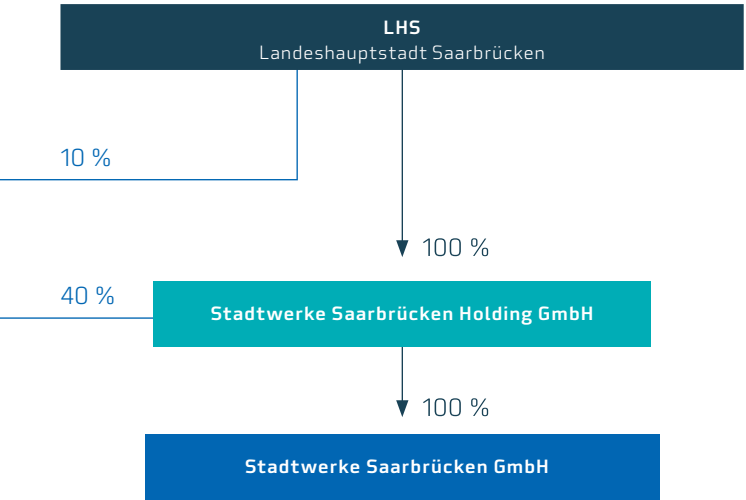 LHS
Landeshauptstadt Saarbrücken
10 %
100 %
40 %
Stadtwerke Saarbrücken Holding GmbH
100 %
Stadtwerke Saarbrücken GmbH